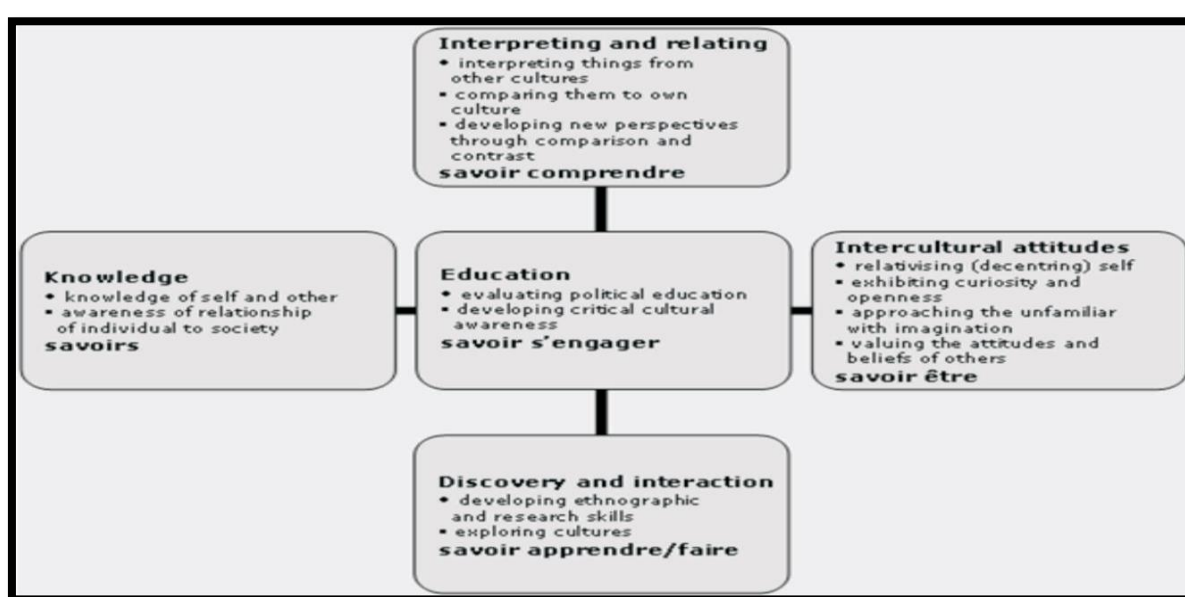 Interpreting and relating
• interpreting things from
other cultures
▪ comparing them to own
culture
• developing new perspectives
through comparison and
contrast
savoir comprendre
Knowledge
• knowledge of self and other
▪ awareness of relationship
of individual to society
savoirs
Education
• evaluating political education
▪ developing critical cultural
awareness
savoir s'engager
Intercultural attitudes
• relativising (decentring) self
▪ exhibiting curiosity and
openness
▪ approaching the unfamiliar
with imagination
▪ valuing the attitudes and
beliefs of others
savoir être
Discovery and interaction
• developing ethnographic
and research skills
▪ exploring cultures
savoir apprendre/faire